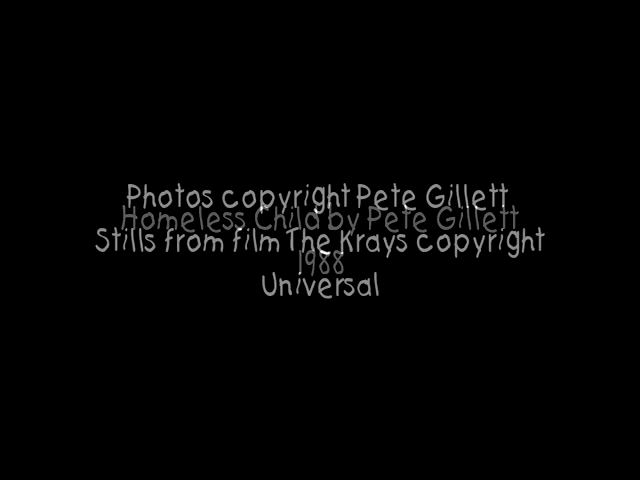 Photos copyright Pete Gillett
Homeless Child by Pete Gillett
Stills from film The Krays copyright
1988
Universal